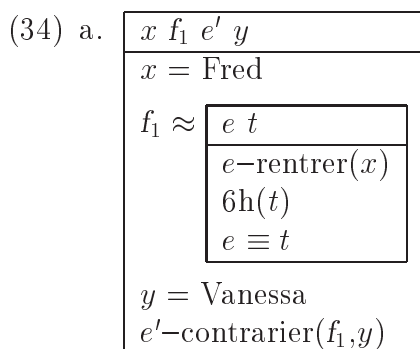 (34) a. x f₁ e′ y
x = Fred
f₁ ≈ e t
e–rentrer(x)
6h(t)
e ≡ t
y = Vanessa
e′–contrarier(f₁,y)